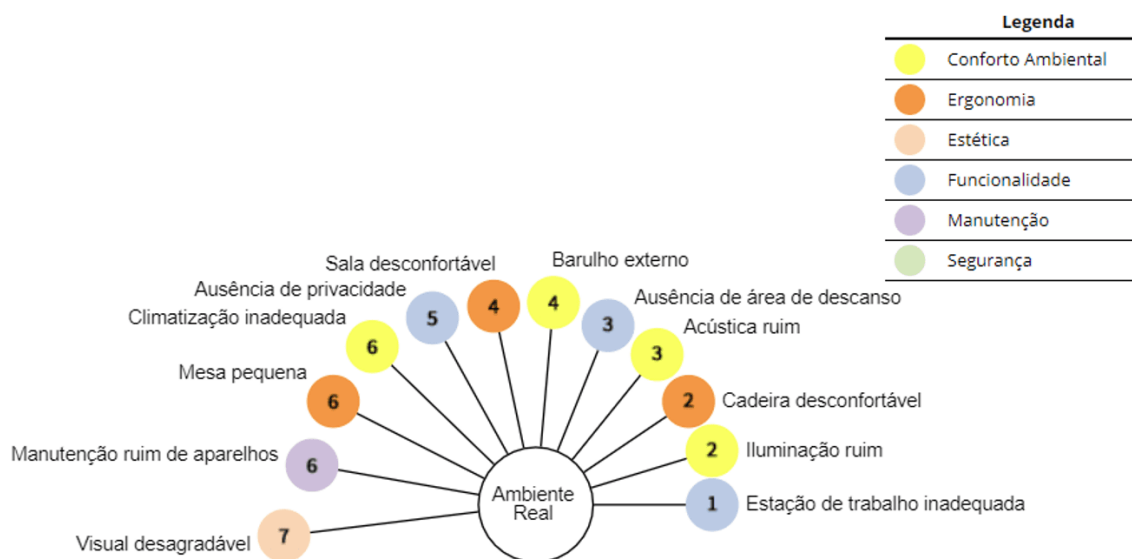 Legenda
Conforto Ambiental
Ergonomia
Estética
Funcionalidade
Manutenção
Segurança
Barulho externo
4
Sala desconfortável
4
Ausência de privacidade
5
Ausência de área de descanso
3
Climatização inadequada
6
Acústica ruim
3
Mesa pequena
6
Cadeira desconfortável
2
Manutenção ruim de aparelhos
6
Iluminação ruim
2
Estação de trabalho inadequada
1
Visual desagradável
7
Ambiente
Real